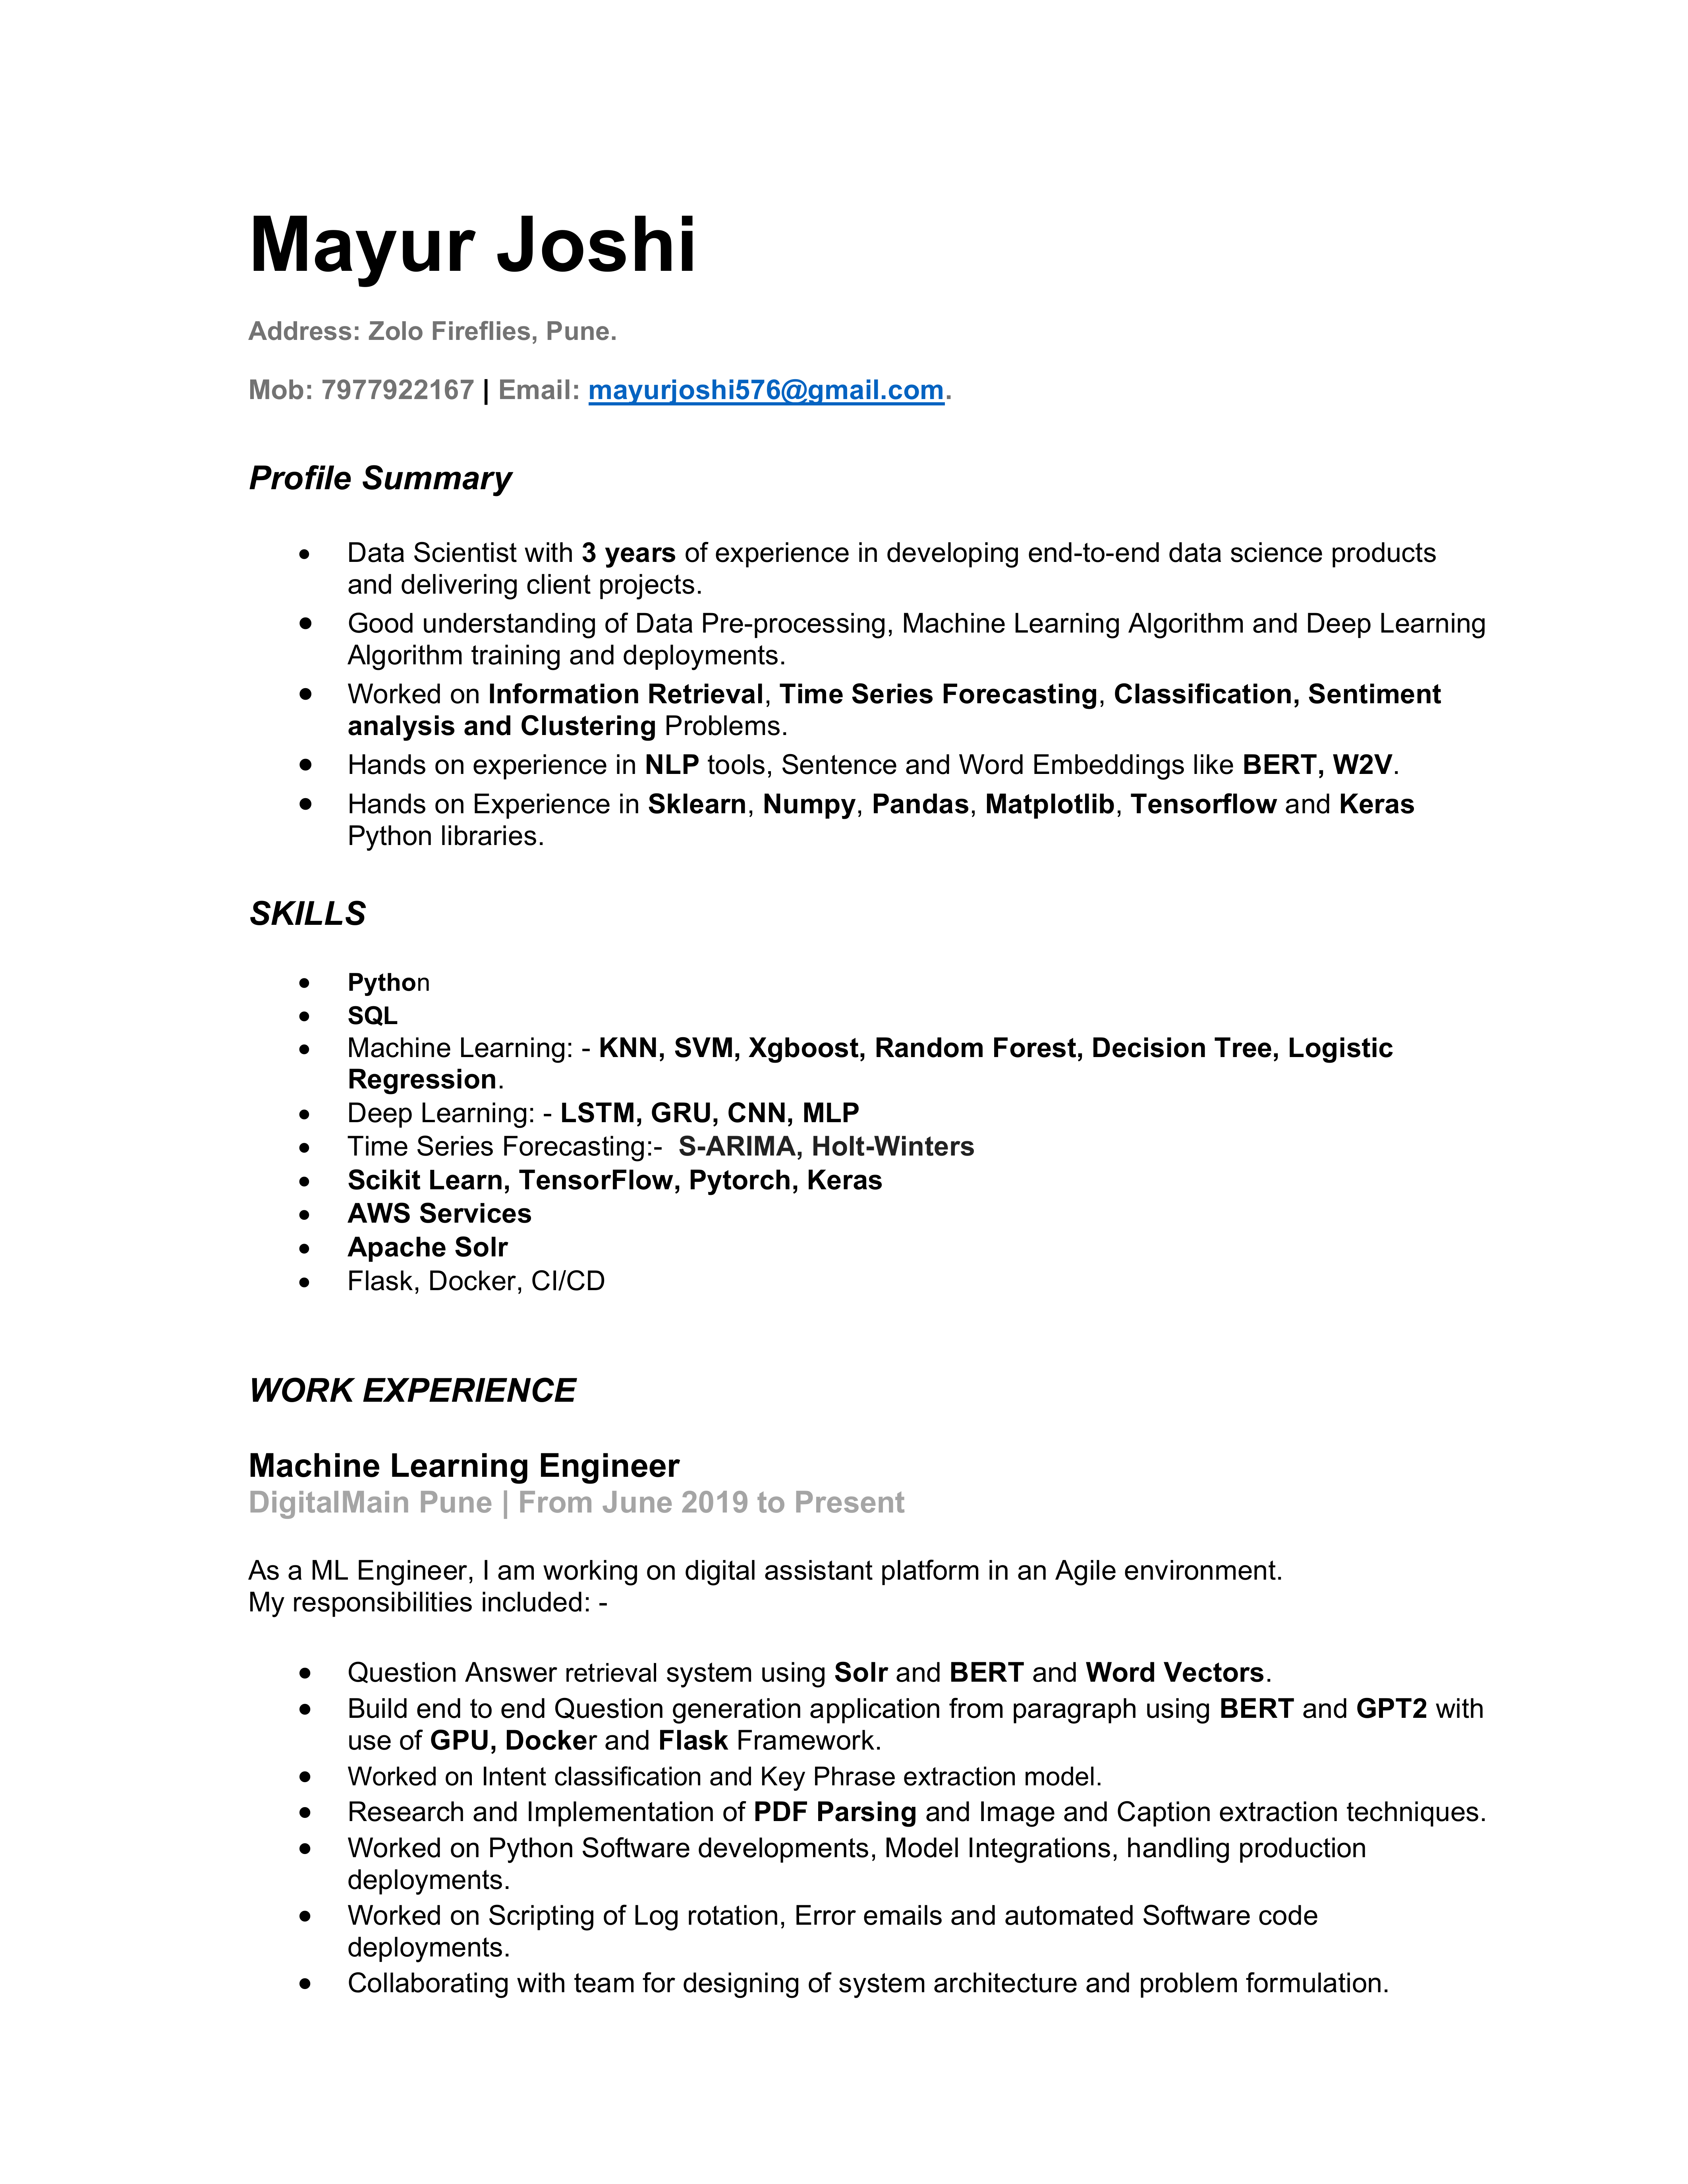 Mayur Joshi
Address: Zolo Fireflies, Pune.
Mob: 7977922167 | Email: mayurjoshi576@gmail.com.
Profile Summary
• Data Scientist with 3 years of experience in developing end-to-end data science products
and delivering client projects.
• Good understanding of Data Pre-processing, Machine Learning Algorithm and Deep Learning
Algorithm training and deployments.
• Worked on Information Retrieval, Time Series Forecasting, Classification, Sentiment
analysis and Clustering Problems.
• Hands on experience in NLP tools, Sentence and Word Embeddings like BERT, W2V.
• Hands on Experience in Sklearn, Numpy, Pandas, Matplotlib, Tensorflow and Keras
Python libraries.
SKILLS
• Python
• SQL
• Machine Learning: - KNN, SVM, Xgboost, Random Forest, Decision Tree, Logistic
Regression.
• Deep Learning: - LSTM, GRU, CNN, MLP
• Time Series Forecasting:- S-ARIMA, Holt-Winters
• Scikit Learn, TensorFlow, Pytorch, Keras
• AWS Services
• Apache Solr
• Flask, Docker, CI/CD
WORK EXPERIENCE
Machine Learning Engineer
DigitalMain Pune | From June 2019 to Present
As a ML Engineer, I am working on digital assistant platform in an Agile environment.
My responsibilities included: -
• Question Answer retrieval system using Solr and BERT and Word Vectors.
• Build end to end Question generation application from paragraph using BERT and GPT2 with
use of GPU, Docker and Flask Framework.
• Worked on Intent classification and Key Phrase extraction model.
• Research and Implementation of PDF Parsing and Image and Caption extraction techniques.
• Worked on Python Software developments, Model Integrations, handling production
deployments.
• Worked on Scripting of Log rotation, Error emails and automated Software code
deployments.
• Collaborating with team for designing of system architecture and problem formulation.